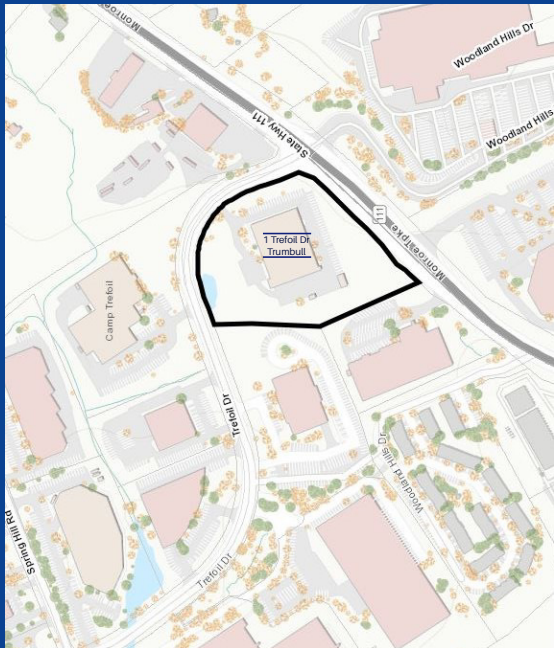 Monroe
Woodland Hills Dr
Woodland Hills
State Hwy 111
111
1 Trefoil Dr
Trumbull
Monroe Tpke
Camp Trefoil
Trefoil Dr
Woodland Hills Dr
Spring Hill Rd
Trefoil Dr